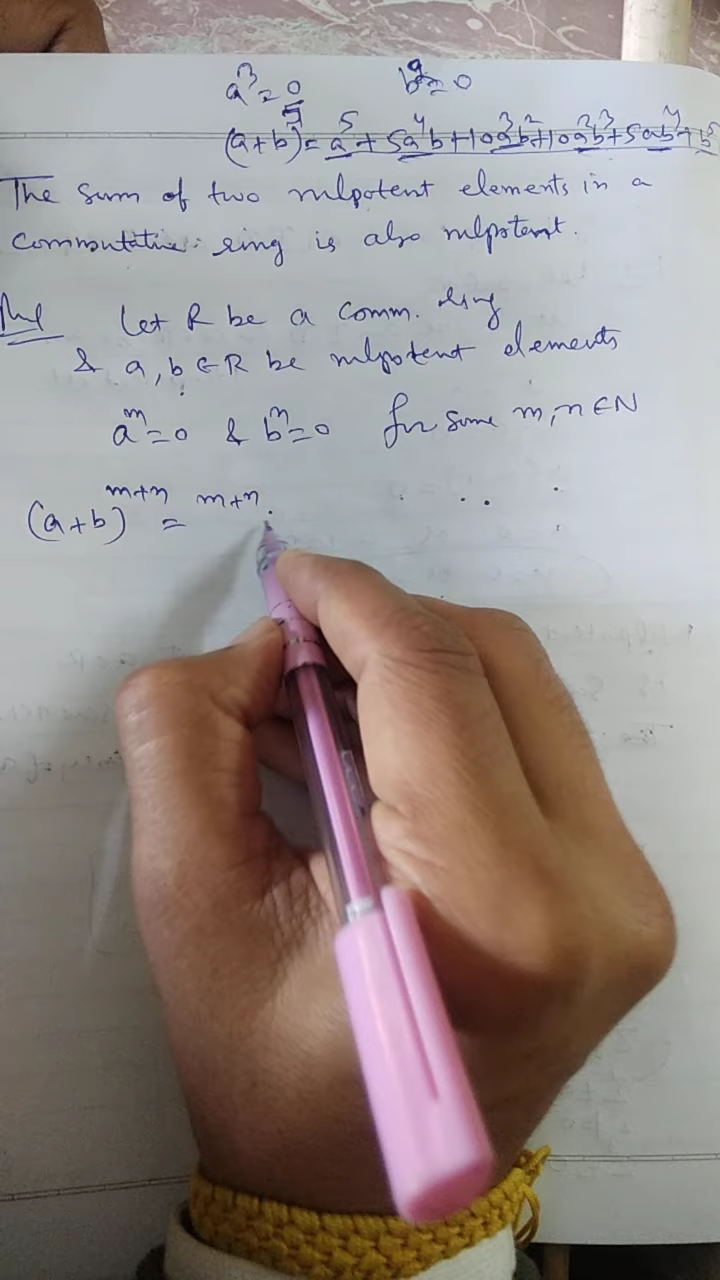 a³ = 0 b² = 0
(a+b)⁵ = a⁵ + 5a⁴b + 10a³b² + 10a²b³ + 5ab⁴ + b⁵
The sum of two nilpotent elements in a
commutative ring is also nilpotent.
Let R be a comm. ring
& a, b ∈ R be nilpotent elements
aᵐ = 0 & bⁿ = 0 for some m, n ∈ N
(a+b)ᵐ⁺ⁿ = m+n